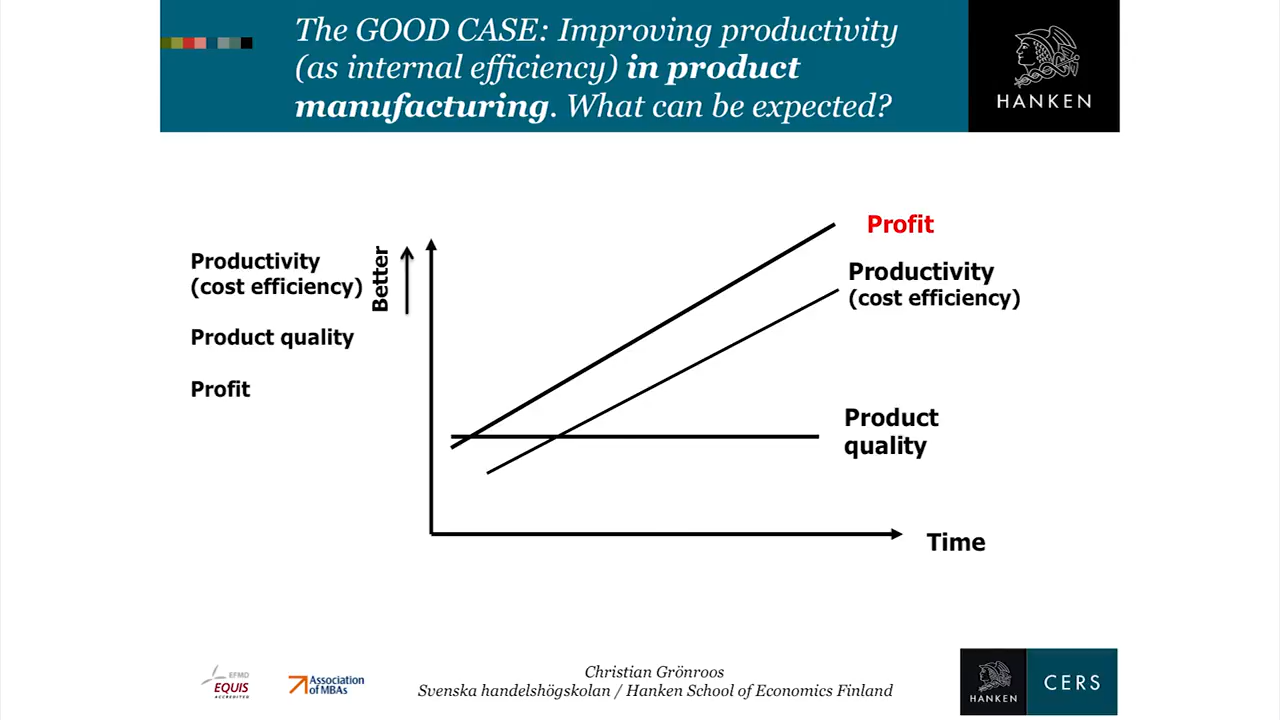 The GOOD CASE: Improving productivity
(as internal efficiency) in product
manufacturing. What can be expected?
HANKEN
Profit
Productivity
(cost efficiency)
Better
Productivity
(cost efficiency)
Product quality
Profit
Product
quality
Time
EFMD
EQUIS
ACCREDITED
Association
of MBAs
Christian Grönroos
Svenska handelshögskolan / Hanken School of Economics Finland
HANKEN
CERS